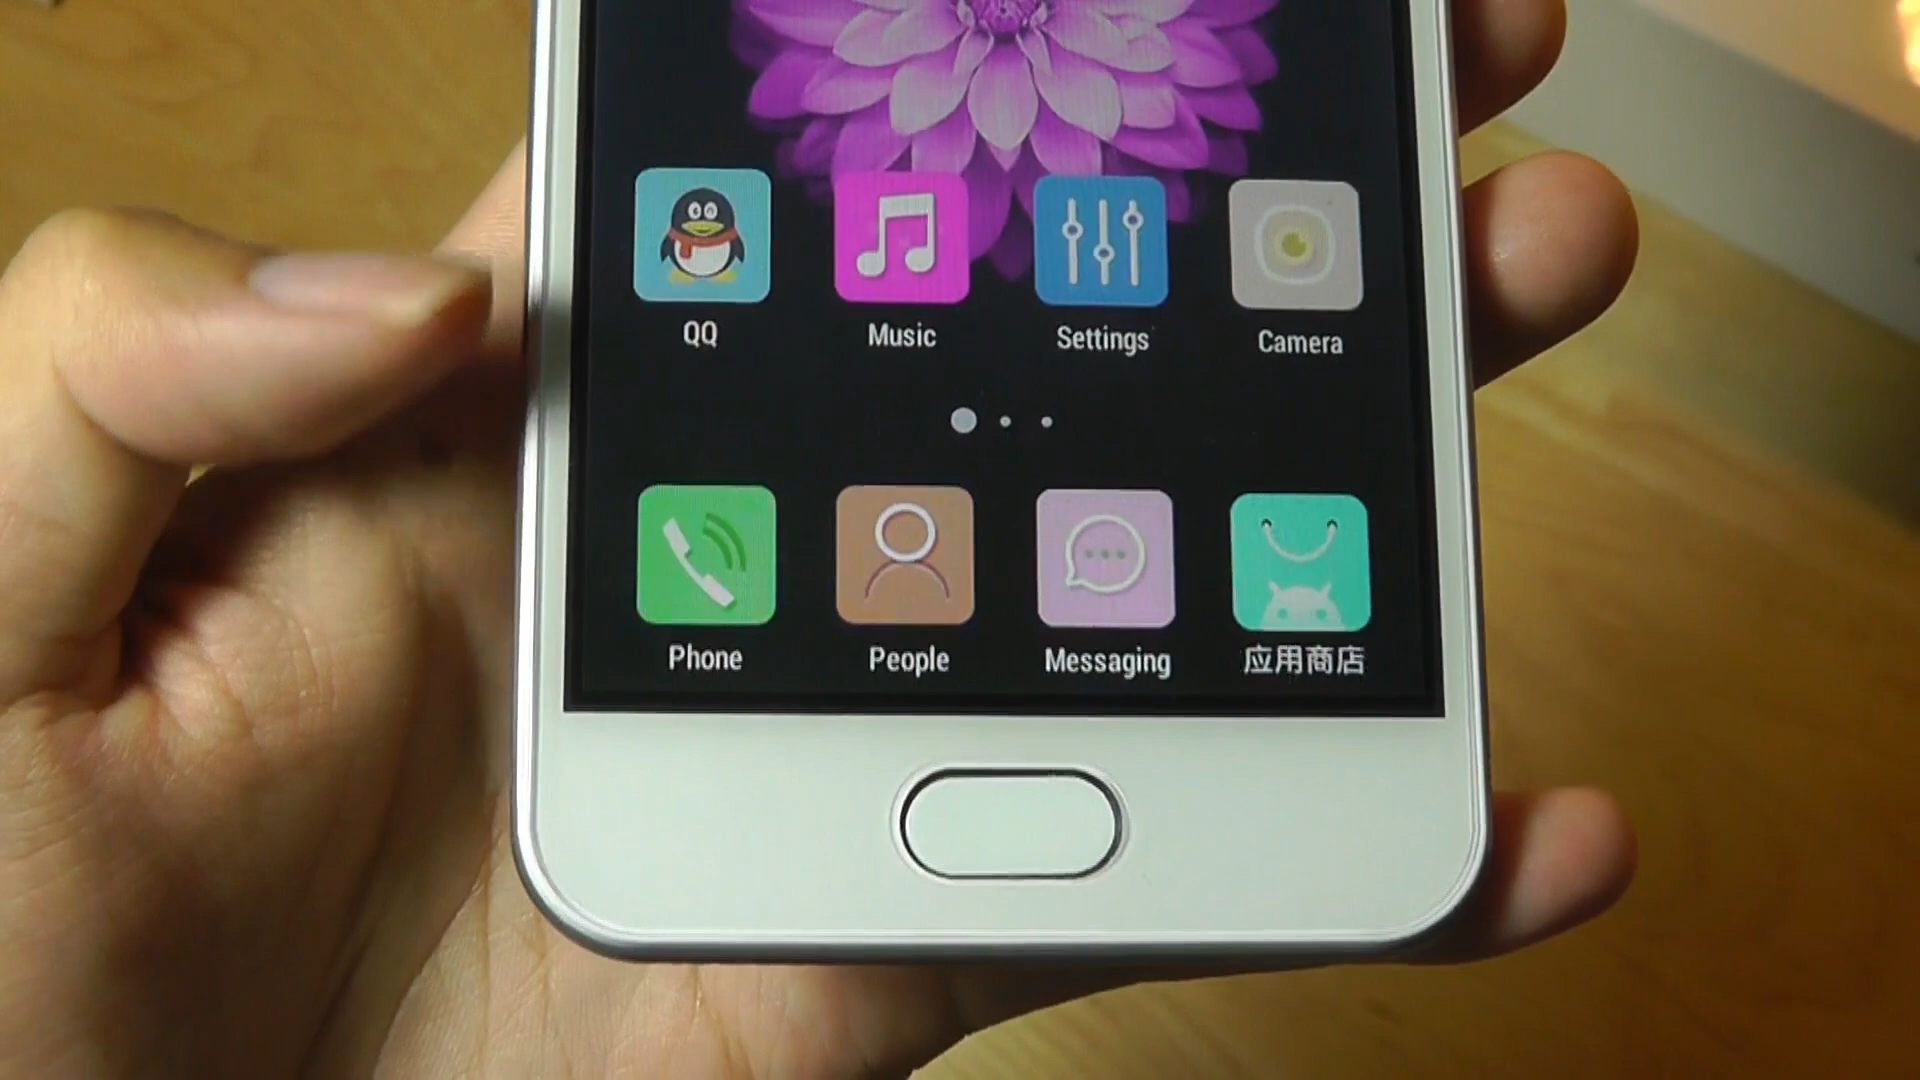 QQ
Music
Settings
Camera
Phone
People
Messaging
应用商店